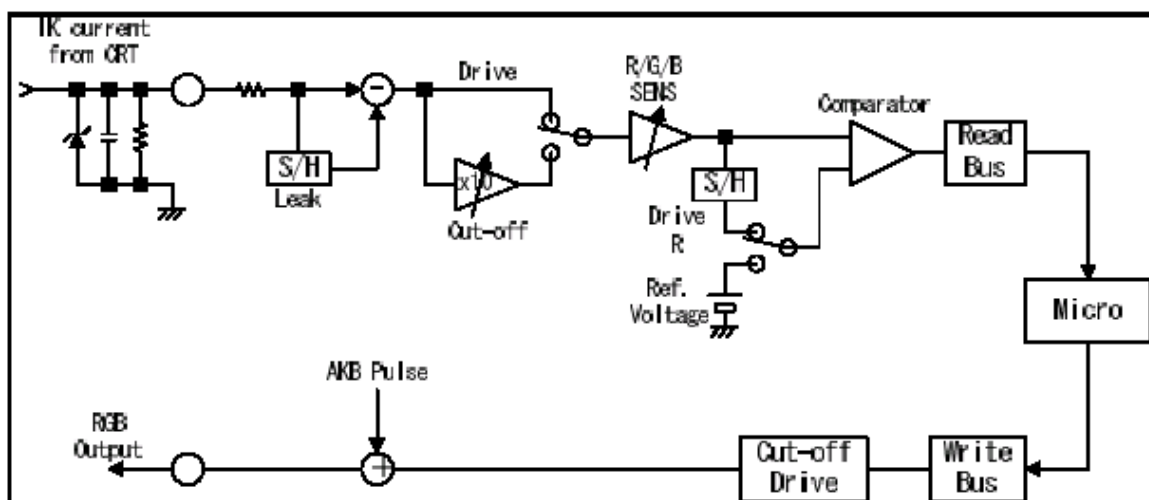 IK current
from CRT
Drive
R/G/B
SENS
Comparator
Read
Bus
-
S/H
Leak
x10
Cut-off
S/H
Drive
R
Ref.
Voltage
Micro
AKB Pulse
RGB
Output
+
Cut-off
Drive
Write
Bus